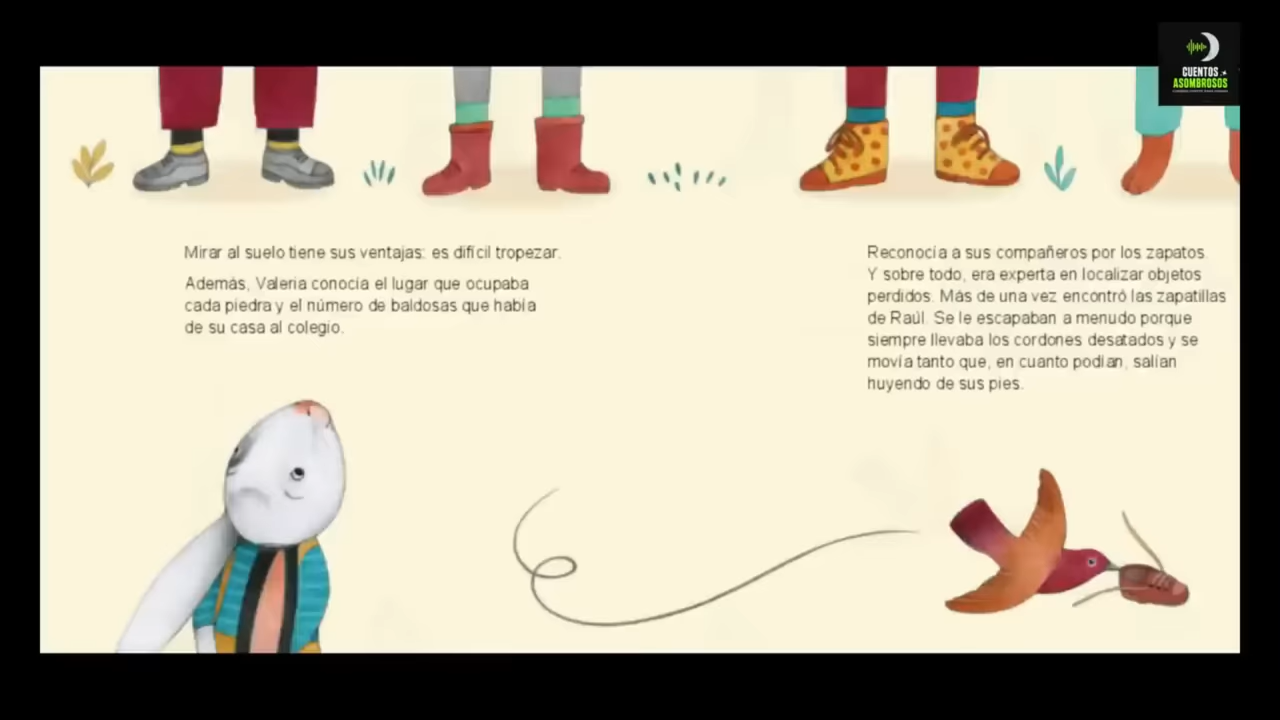 CUENTOS
ASOMBROSOS
Mirar al suelo tiene sus ventajas: es difícil tropezar.
Además, Valeria conocía el lugar que ocupaba
cada piedra y el número de baldosas que había
de su casa al colegio.
Reconocía a sus compañeros por los zapatos.
Y sobre todo, era experta en localizar objetos
perdidos. Más de una vez encontró las zapatillas
de Raúl. Se le escapaban a menudo porque
siempre llevaba los cordones desatados y se
movía tanto que, en cuanto podían, salían
huyendo de sus pies.